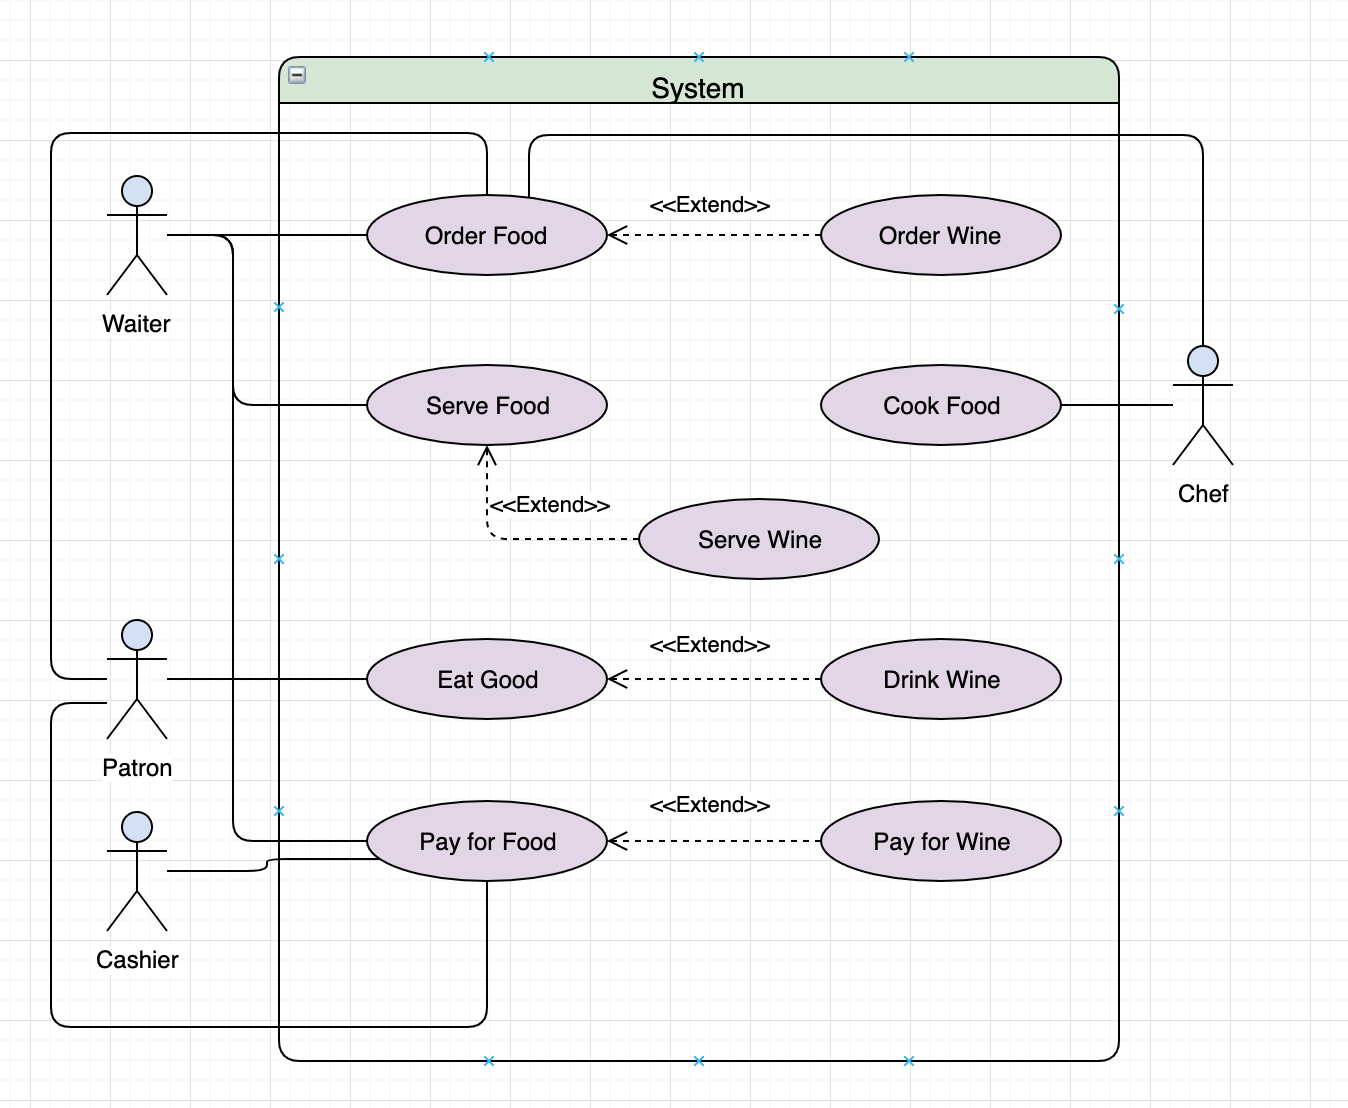 System
<<Extend>>
Order Food
Order Wine
Waiter
Serve Food
Cook Food
Chef
<<Extend>>
Serve Wine
<<Extend>>
Eat Good
Drink Wine
Patron
<<Extend>>
Pay for Food
Pay for Wine
Cashier